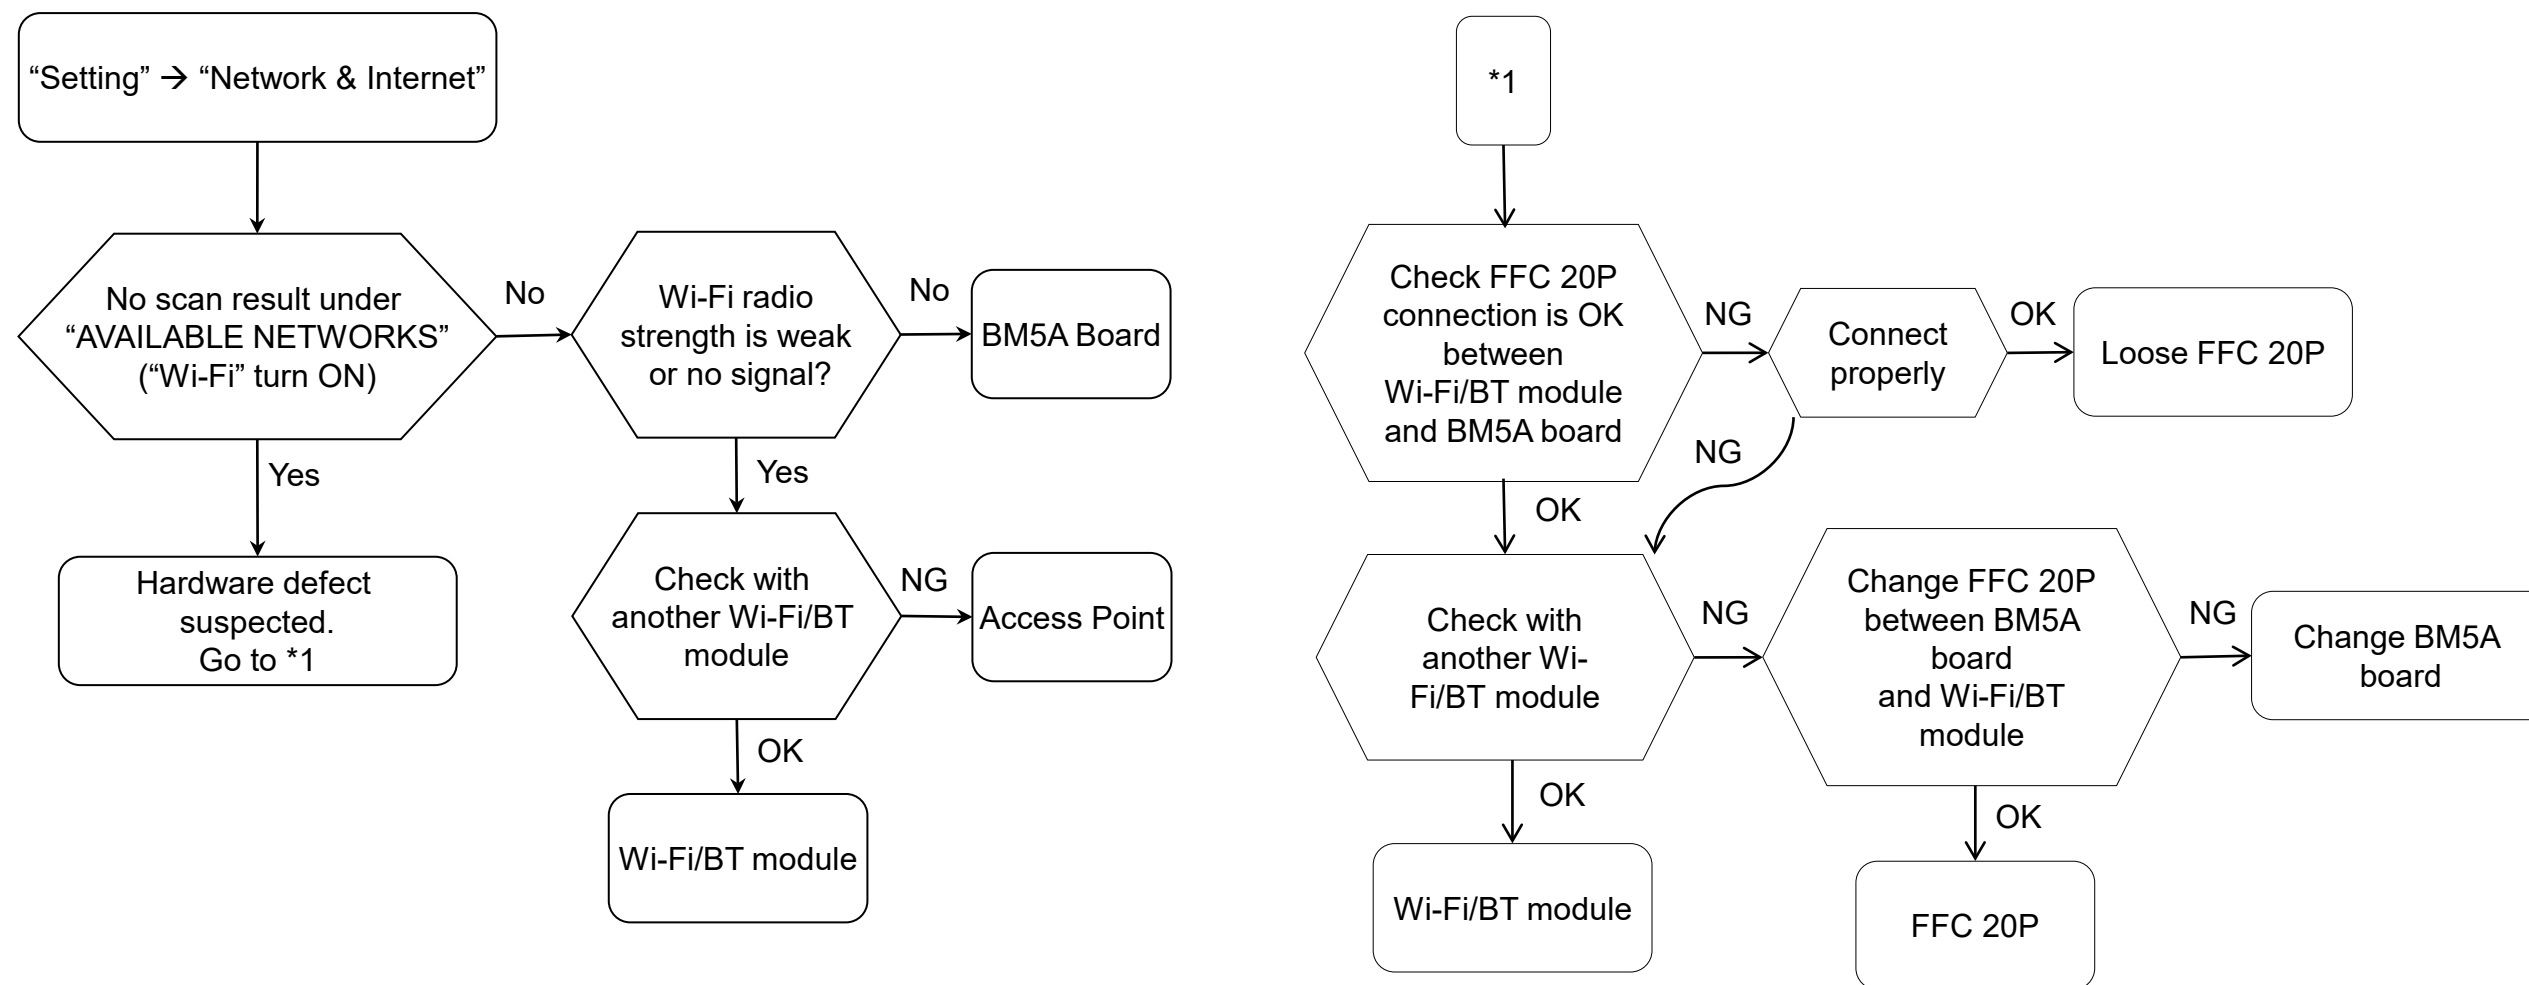 “Setting” → “Network & Internet”
No scan result under
“AVAILABLE NETWORKS”
(“Wi-Fi” turn ON)
No
Wi-Fi radio
strength is weak
or no signal?
No
BM5A Board
Yes
Hardware defect
suspected.
Go to *1
Yes
Check with
another Wi-Fi/BT
module
NG
Access Point
OK
Wi-Fi/BT module
*1
Check FFC 20P
connection is OK
between
Wi-Fi/BT module
and BM5A board
NG
Connect
properly
OK
Loose FFC 20P
NG
OK
Check with
another Wi-
Fi/BT module
NG
Change FFC 20P
between BM5A
board
and Wi-Fi/BT
module
NG
Change BM5A
board
OK
Wi-Fi/BT module
OK
FFC 20P